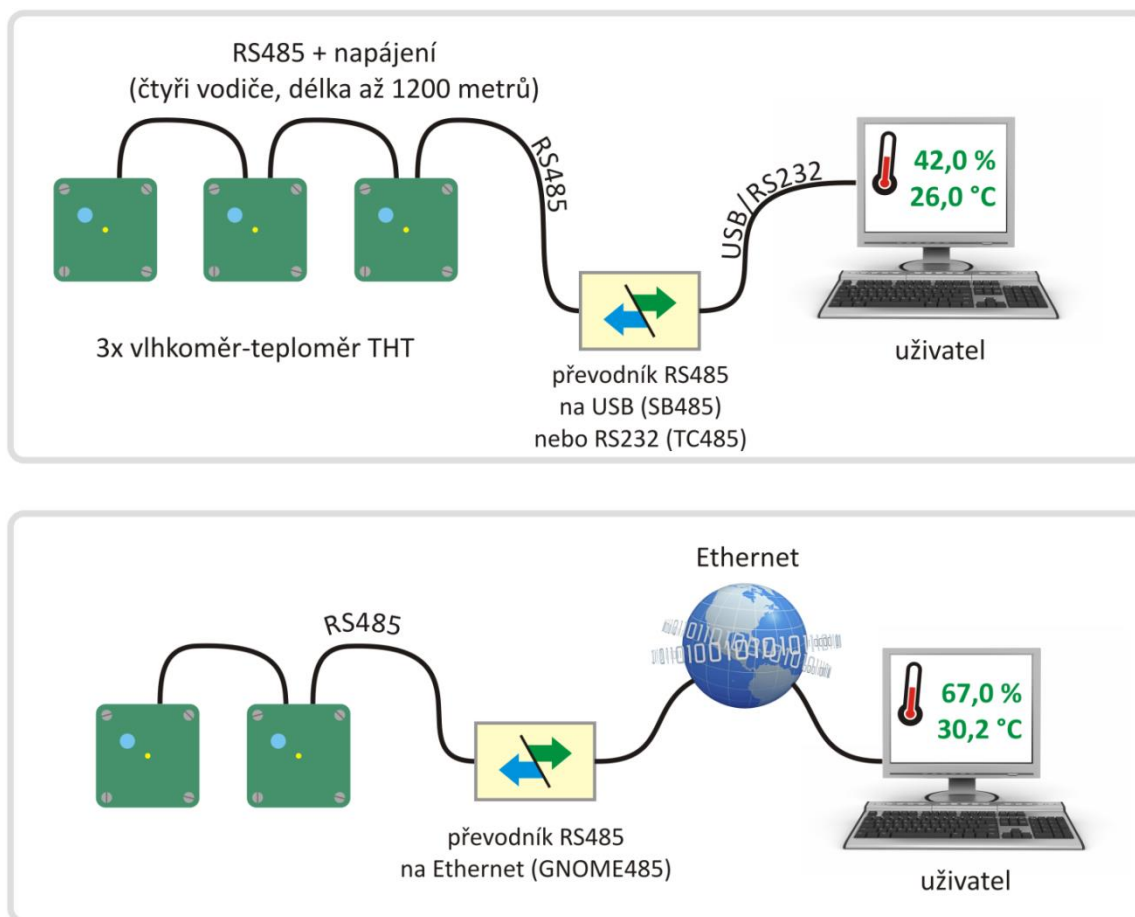 RS485 + napájení
(čtyři vodiče, délka až 1200 metrů)
RS485
USB/RS232
42,0 %
26,0 °C
3x vlhkoměr-teploměr THT
uživatel
převodník RS485
na USB (SB485)
nebo RS232 (TC485)
Ethernet
RS485
67,0 %
30,2 °C
převodník RS485
na Ethernet (GNOME485)
uživatel